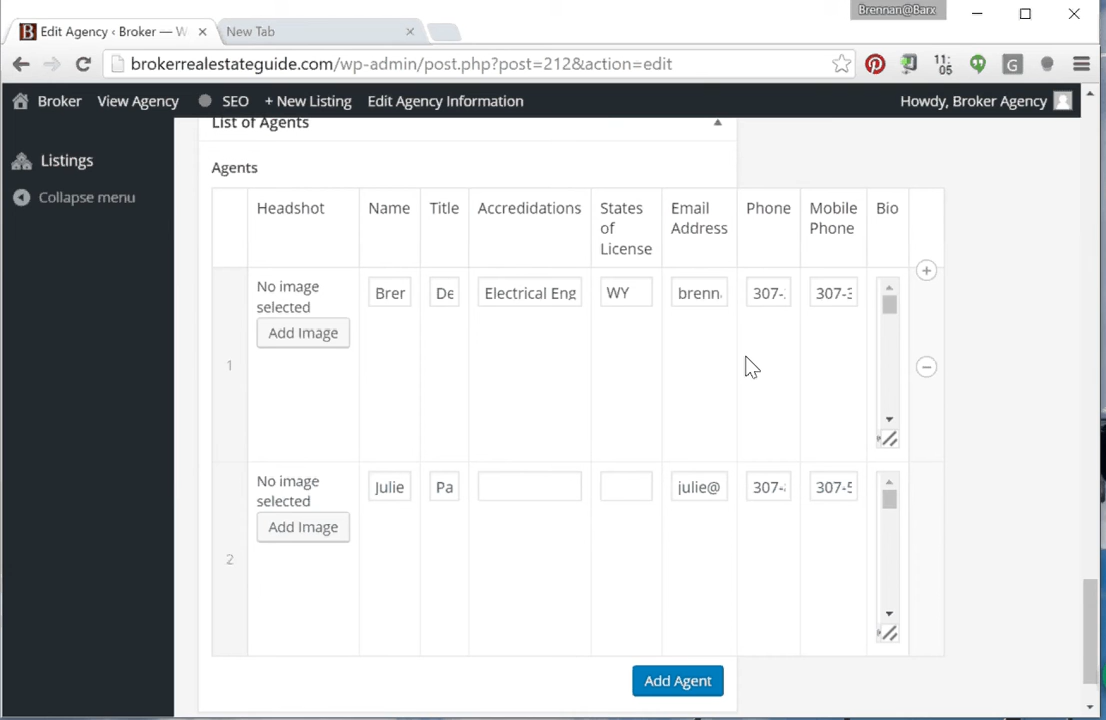 Brennan@Barx
Edit Agency ‹ Broker — W
New Tab
brokerrealestateguide.com/wp-admin/post.php?post=212&action=edit
11:
05
G
Broker
View Agency
SEO
+ New Listing
Edit Agency Information
Howdy, Broker Agency
Listings
Collapse menu
List of Agents
Agents
Headshot
Name
Title
Accredidations
States
of
License
Email
Address
Phone
Mobile
Phone
Bio
1
No image
selected
Add Image
Brer
De
Electrical Eng
WY
brenn
307-
307-3
2
No image
selected
Add Image
Julie
Pa
julie@
307-
307-5
Add Agent